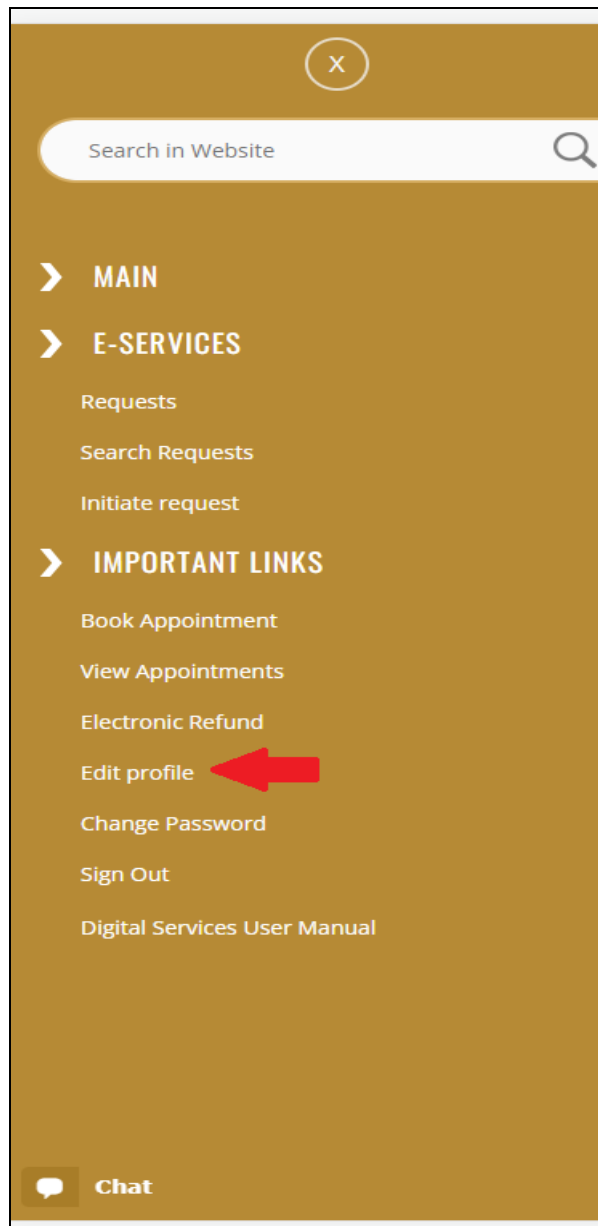 X
Search in Website
MAIN
E-SERVICES
Requests
Search Requests
Initiate request
IMPORTANT LINKS
Book Appointment
View Appointments
Electronic Refund
Edit profile
Change Password
Sign Out
Digital Services User Manual
Chat